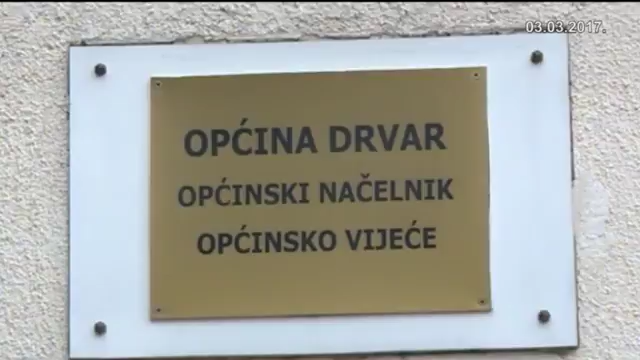 03.03.2017.
OPĆINA DRVAR
OPĆINSKI NAČELNIK
OPĆINSKO VIJEĆE